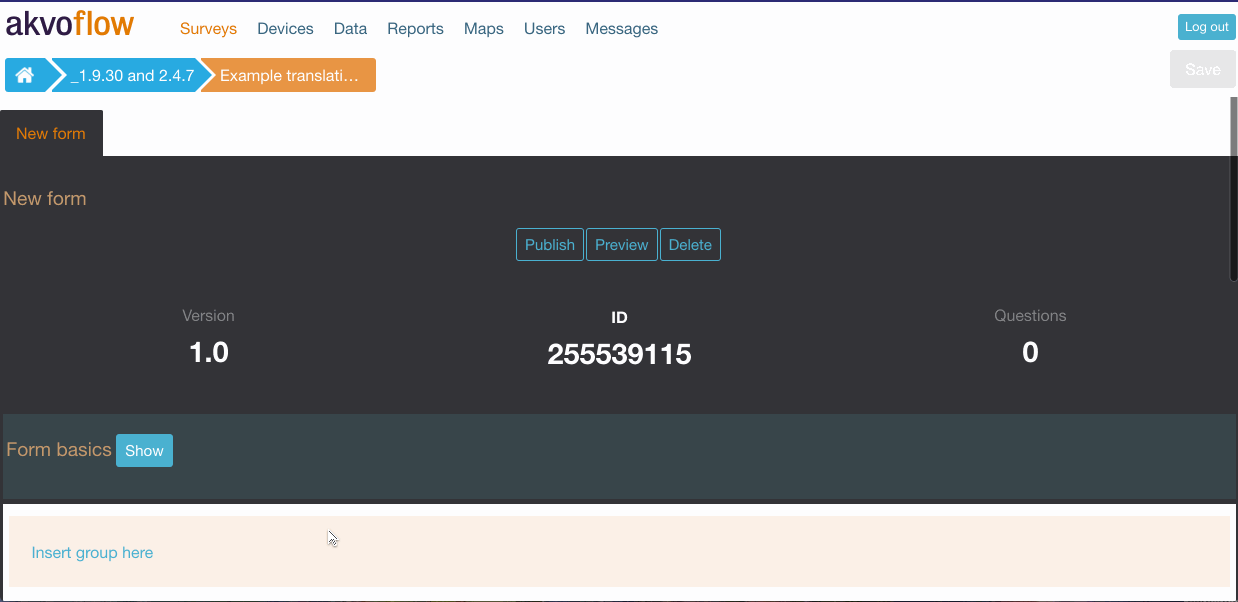 akvoflow
Surveys Devices Data Reports Maps Users Messages
Log out
_1.9.30 and 2.4.7 Example translati...
Save
New form
New form
Publish Preview Delete
Version ID Questions
1.0 255539115 0
Form basics Show
Insert group here